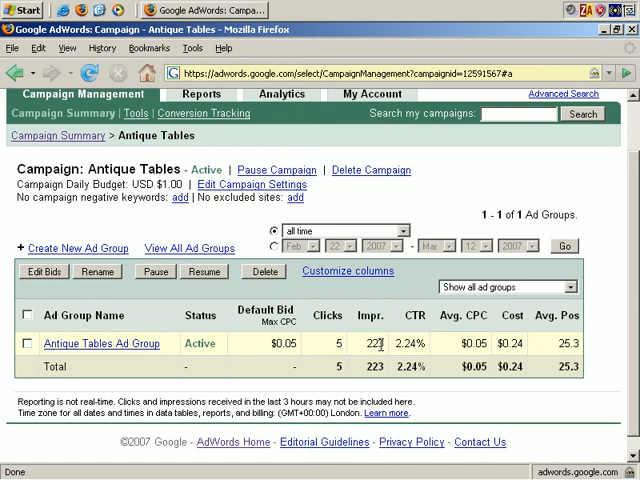 Start Google AdWords: Campa...
Google AdWords: Campaign - Antique Tables - Mozilla Firefox
File Edit View History Bookmarks Tools Help
https://adwords.google.com/select/CampaignManagement?campaignid=12591567#a
Campaign Management Reports Analytics My Account Advanced Search
Campaign Summary | Tools | Conversion Tracking Search my campaigns: Search
Campaign Summary > Antique Tables
Campaign: Antique Tables - Active | Pause Campaign | Delete Campaign
Campaign Daily Budget: USD $1.00 | Edit Campaign Settings
No campaign negative keywords: add | No excluded sites: add
1 - 1 of 1 Ad Groups.
all time
+ Create New Ad Group View All Ad Groups Feb 22 2007 - Mar 12 2007 Go
Edit Bids Rename Pause Resume Delete Customize columns
Show all ad groups
Ad Group Name Status Default Bid Max CPC Clicks Impr. CTR Avg. CPC Cost Avg. Pos
Antique Tables Ad Group Active $0.05 5 223 2.24% $0.05 $0.24 25.3
Total - - 5 223 2.24% $0.05 $0.24 25.3
Reporting is not real-time. Clicks and impressions received in the last 3 hours may not be included here.
Time zone for all dates and times in data tables, reports, and billing: (GMT+00:00) London. Learn more.
©2007 Google - AdWords Home - Editorial Guidelines - Privacy Policy - Contact Us
Done adwords.google.com